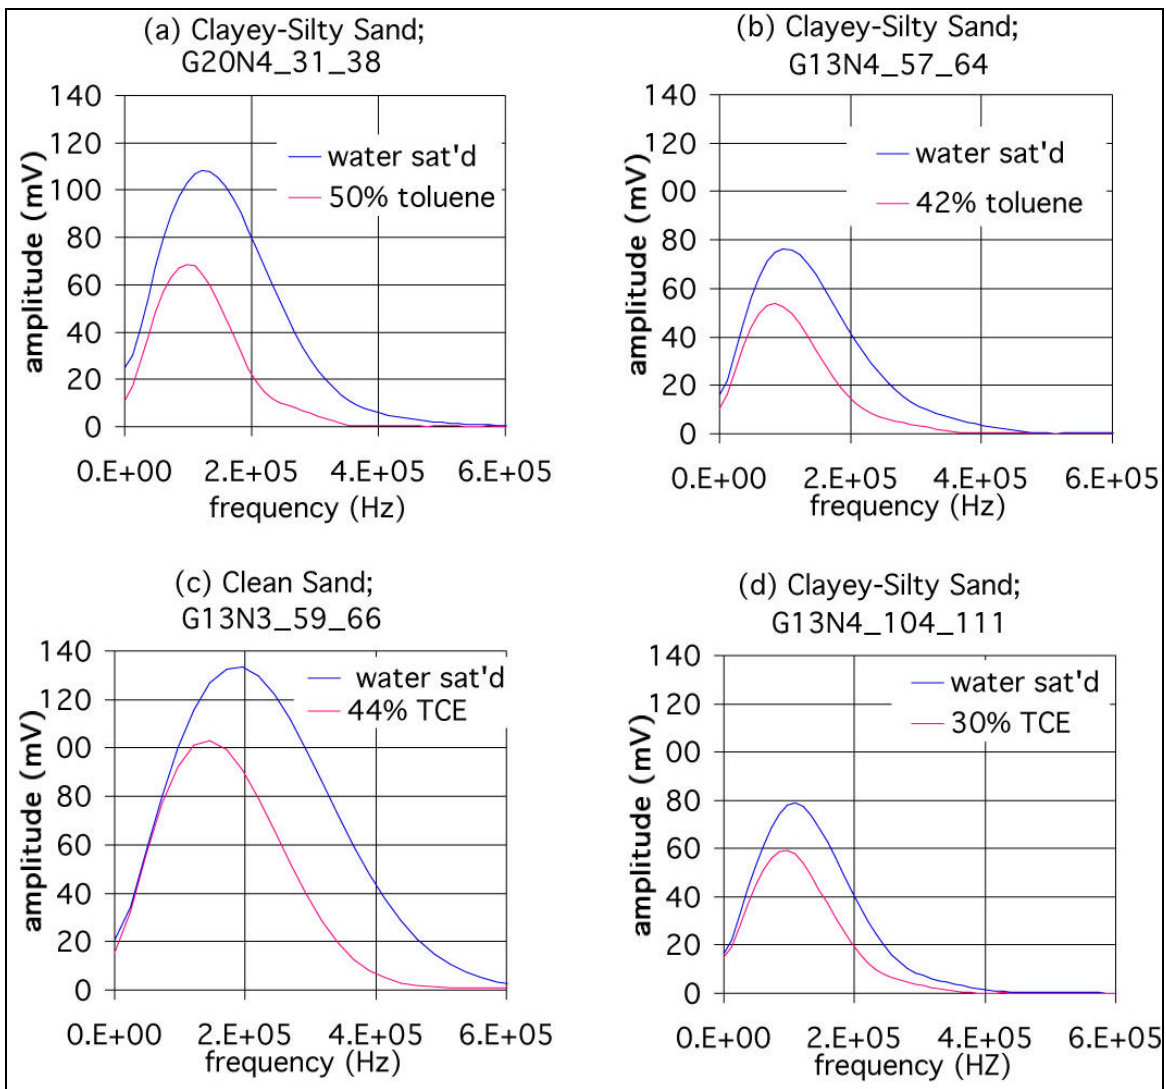 (a) Clayey-Silty Sand;
G20N4_31_38
140
120
100
80
60
40
20
0
amplitude (mV)
water sat'd
50% toluene
0.E+00 2.E+05 4.E+05 6.E+05
frequency (Hz)
(b) Clayey-Silty Sand;
G13N4_57_64
140
120
00
80
60
40
20
0
amplitude (mV)
water sat'd
42% toluene
0.E+00 2.E+05 4.E+05 6.E+05
frequency (Hz)
(c) Clean Sand;
G13N3_59_66
140
120
00
80
60
40
20
0
amplitude (mV)
water sat'd
44% TCE
0.E+00 2.E+05 4.E+05 6.E+05
frequency (Hz)
(d) Clayey-Silty Sand;
G13N4_104_111
140
120
00
80
60
40
20
0
amplitude (mV)
water sat'd
30% TCE
0.E+00 2.E+05 4.E+05 6.E+05
frequency (HZ)